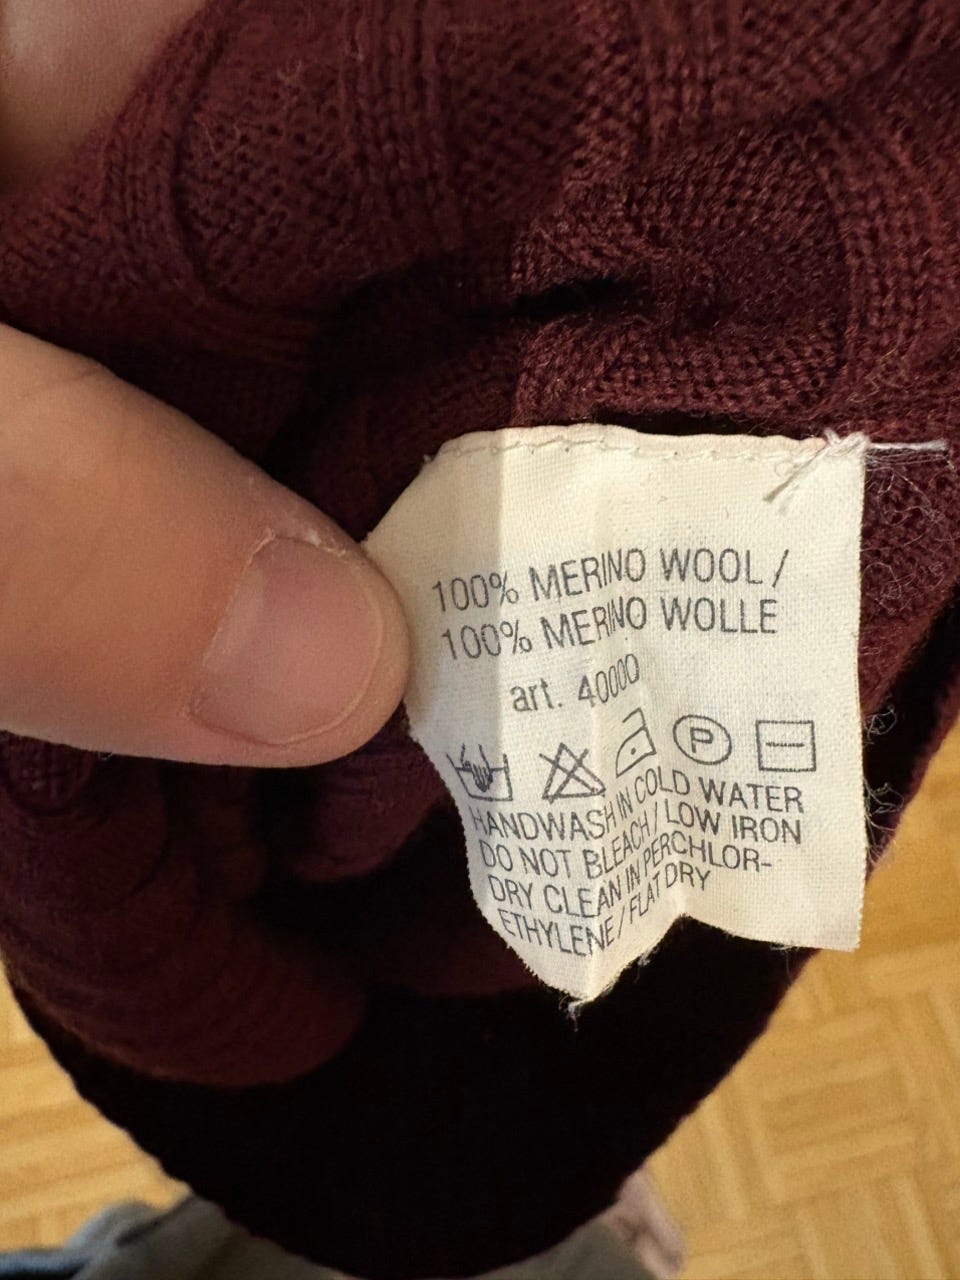 100% MERINO WOOL /
100% MERINO WOLLE
art. 40000
P
HANDWASH IN COLD WATER
DO NOT BLEACH / LOW IRON
DRY CLEAN IN PERCHLOR-
ETHYLENE / FLAT DRY